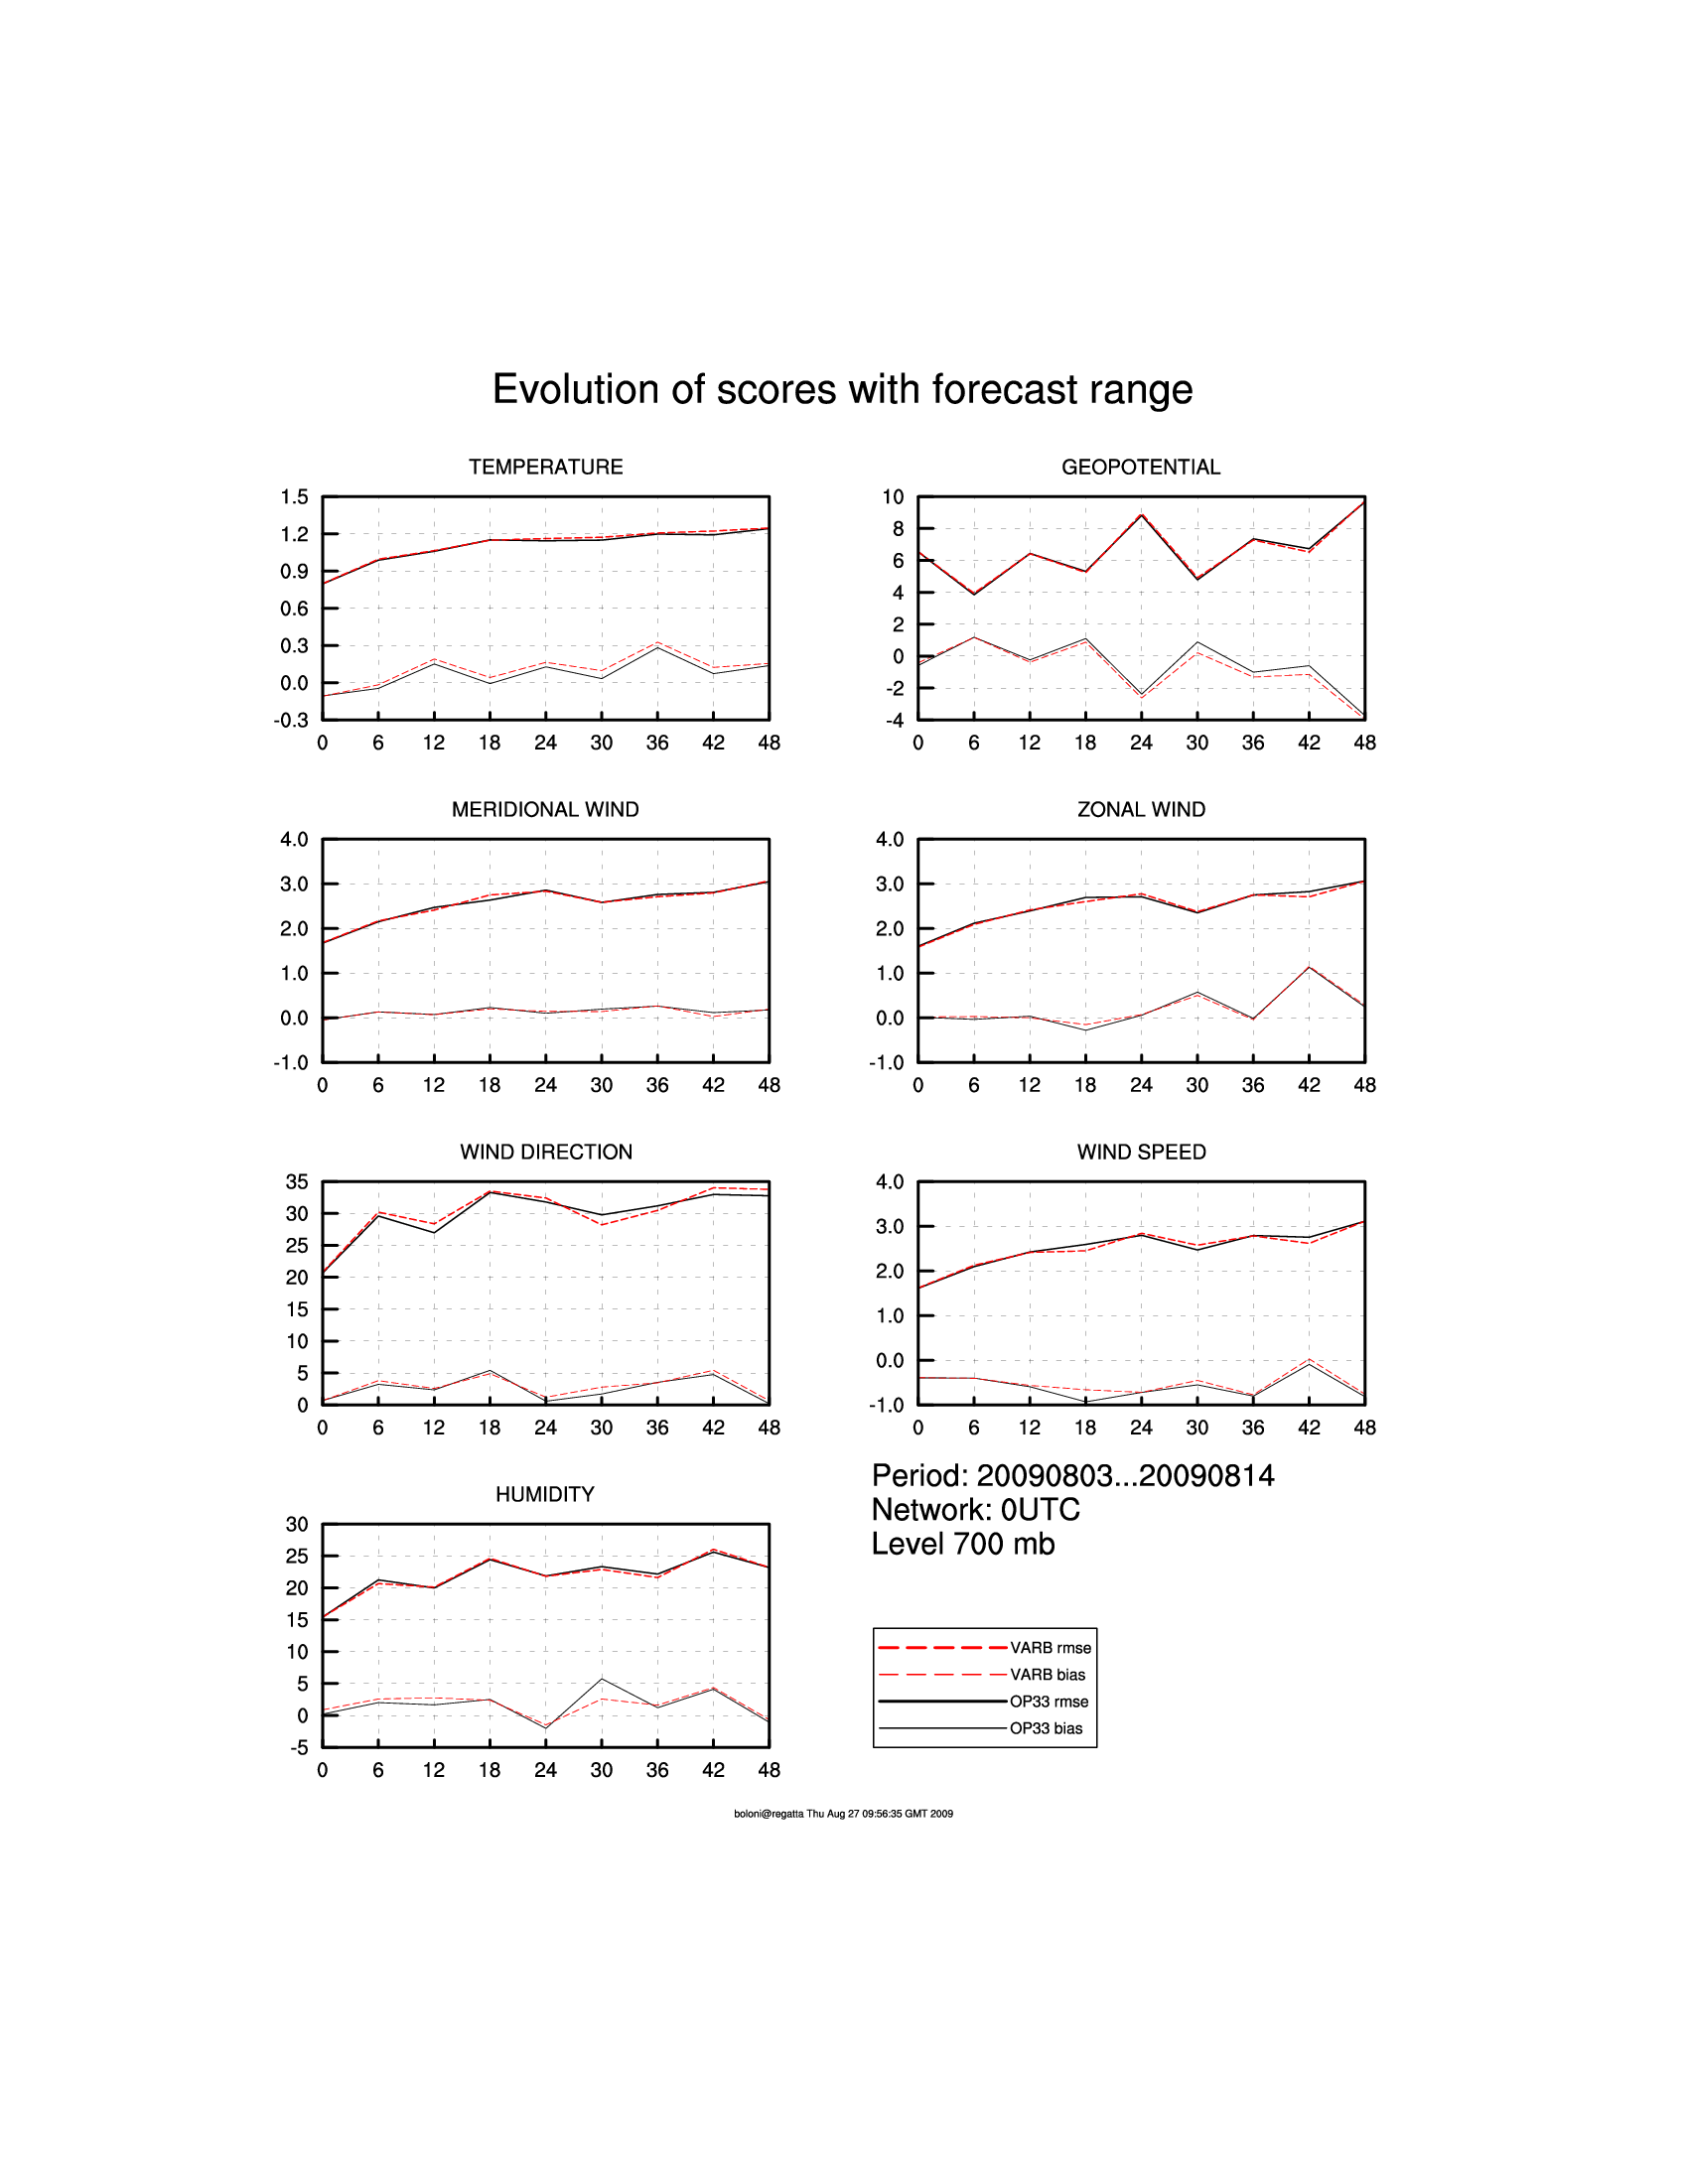 Evolution of scores with forecast range
TEMPERATURE
1.5
1.2
0.9
0.6
0.3
0.0
-0.3
0 6 12 18 24 30 36 42 48
GEOPOTENTIAL
10
8
6
4
2
0
-2
-4
0 6 12 18 24 30 36 42 48
MERIDIONAL WIND
4.0
3.0
2.0
1.0
0.0
-1.0
0 6 12 18 24 30 36 42 48
ZONAL WIND
4.0
3.0
2.0
1.0
0.0
-1.0
0 6 12 18 24 30 36 42 48
WIND DIRECTION
35
30
25
20
15
10
5
0
0 6 12 18 24 30 36 42 48
WIND SPEED
4.0
3.0
2.0
1.0
0.0
-1.0
0 6 12 18 24 30 36 42 48
HUMIDITY
30
25
20
15
10
5
0
-5
0 6 12 18 24 30 36 42 48
Period: 20090803...20090814
Network: 0UTC
Level 700 mb
VARB rmse
VARB bias
OP33 rmse
OP33 bias
boloni@regatta Thu Aug 27 09:56:35 GMT 2009